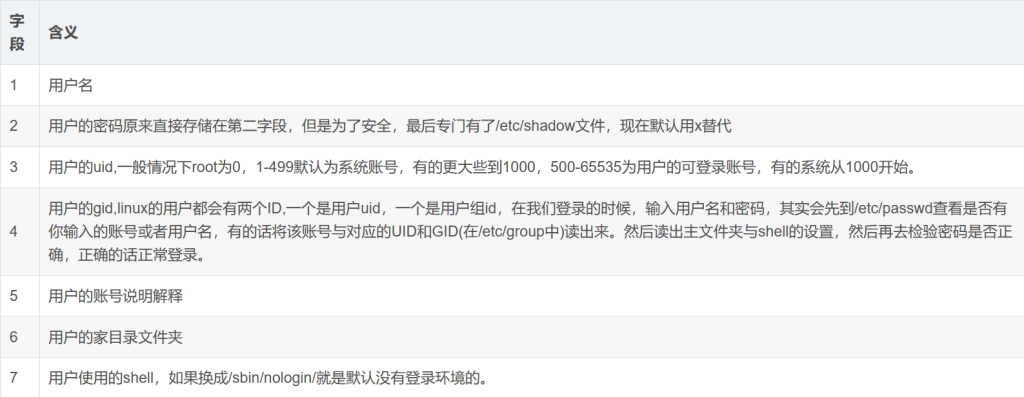 字
段
含义
1
用户名
2
用户的密码原来直接存储在第二字段，但是为了安全，最后专门有了/etc/shadow文件，现在默认用x替代
3
用户的uid,一般情况下root为0，1-499默认为系统账号，有的更大些到1000，500-65535为用户的可登录账号，有的系统从1000开始。
4
用户的gid,linux的用户都会有两个ID,一个是用户uid，一个是用户组id，在我们登录的时候，输入用户名和密码，其实会先到/etc/passwd查看是否有
你输入的账号或者用户名，有的话将该账号与对应的UID和GID(在/etc/group中)读出来。然后读出主文件夹与shell的设置，然后再去检验密码是否正
确，正确的话正常登录。
5
用户的账号说明解释
6
用户的家目录文件夹
7
用户使用的shell，如果换成/sbin/nologin/就是默认没有登录环境的。